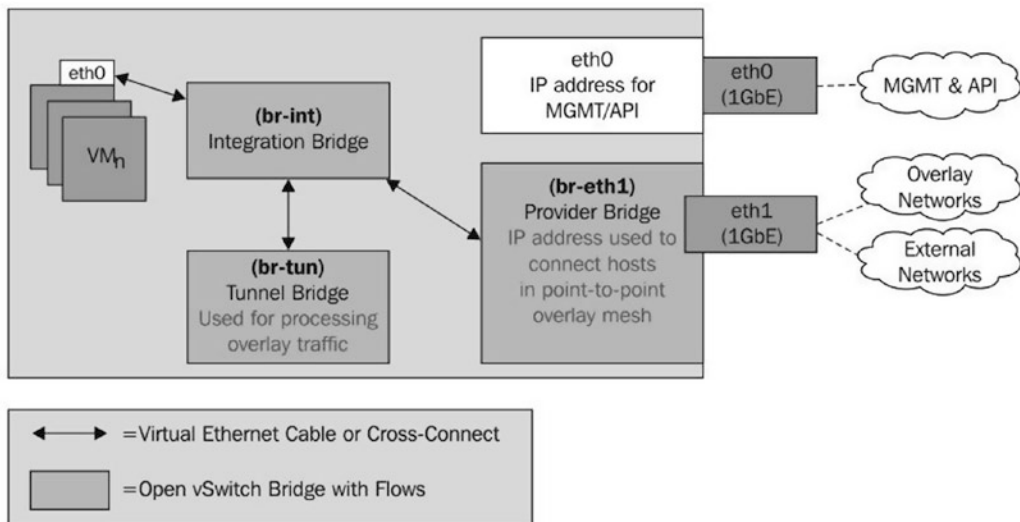 eth0
VMn
(br-int)
Integration Bridge
(br-tun)
Tunnel Bridge
Used for processing
overlay traffic
eth0
IP address for
MGMT/API
eth0
(1GbE)
MGMT & API
(br-eth1)
Provider Bridge
IP address used to
connect hosts
in point-to-point
overlay mesh
eth1
(1GbE)
Overlay
Networks
External
Networks
=Virtual Ethernet Cable or Cross-Connect
=Open vSwitch Bridge with Flows